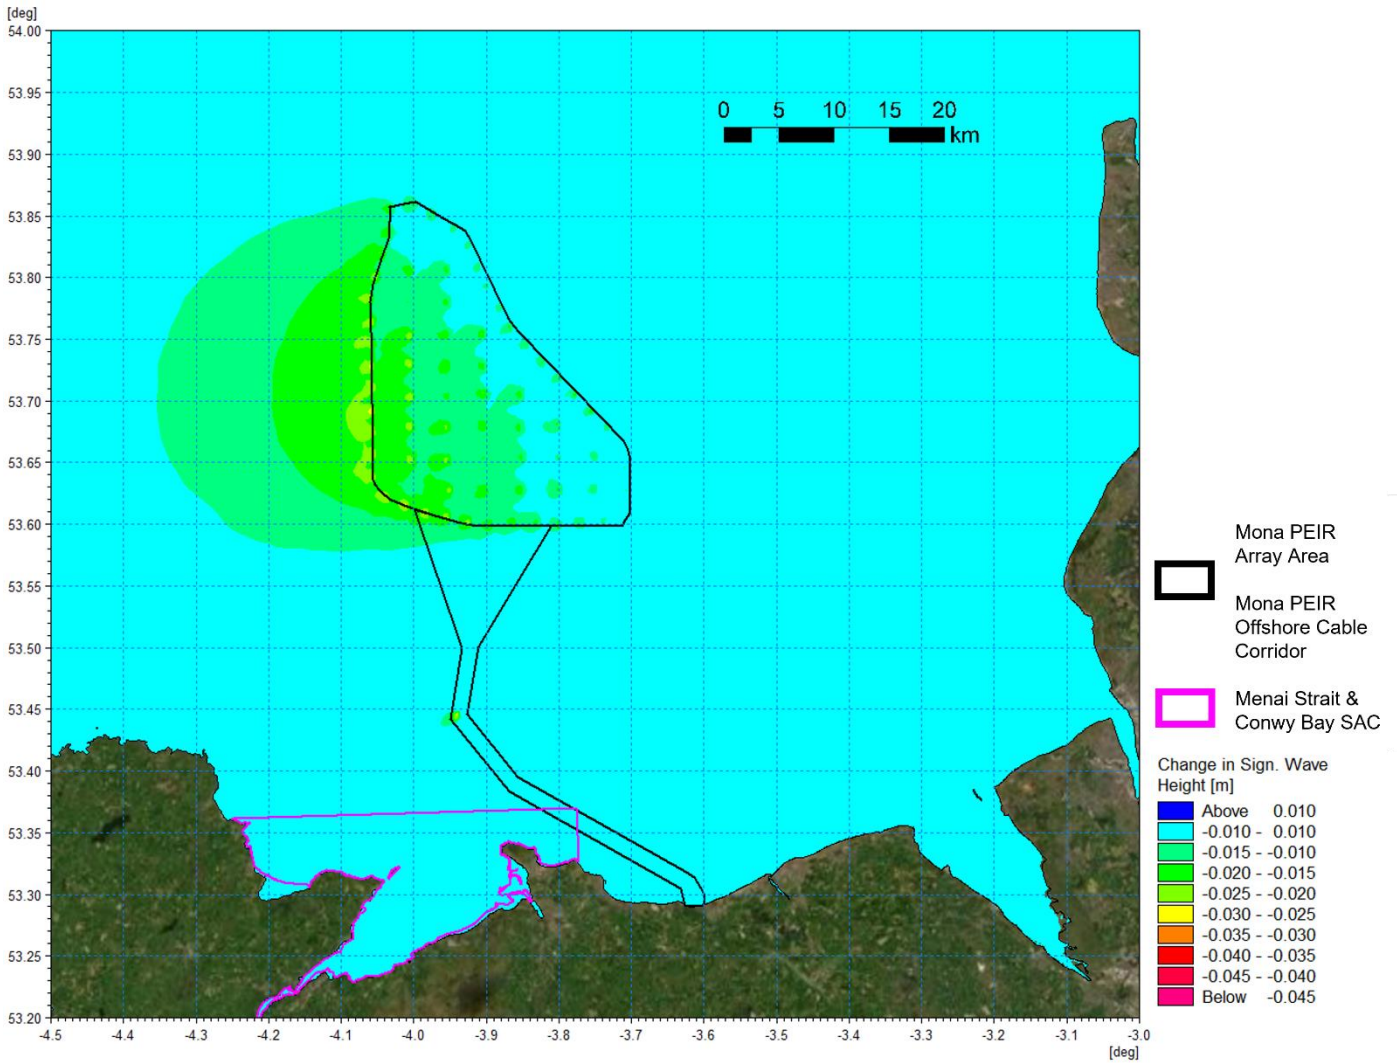 [deg]
54.00
53.95
53.90
53.85
53.80
53.75
53.70
53.65
53.60
53.55
53.50
53.45
53.40
53.35
53.30
53.25
53.20
0 5 10 15 20
km
-4.5 -4.4 -4.3 -4.2 -4.1 -4.0 -3.9 -3.8 -3.7 -3.6 -3.5 -3.4 -3.3 -3.2 -3.1 -3.0
[deg]
Mona PEIR
Array Area
Mona PEIR
Offshore Cable
Corridor
Menai Strait &
Conwy Bay SAC
Change in Sign. Wave
Height [m]
Above 0.010
-0.010 - 0.010
-0.015 - -0.010
-0.020 - -0.015
-0.025 - -0.020
-0.030 - -0.025
-0.035 - -0.030
-0.040 - -0.035
-0.045 - -0.040
Below -0.045